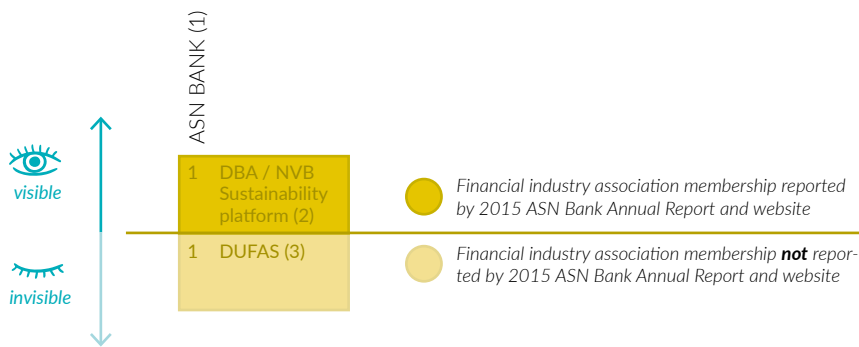 ASN BANK (1)
visible
1 DBA / NVB
Sustainability
platform (2)
Financial industry association membership reported
by 2015 ASN Bank Annual Report and website
invisible
1 DUFAS (3)
Financial industry association membership not repor-
ted by 2015 ASN Bank Annual Report and website